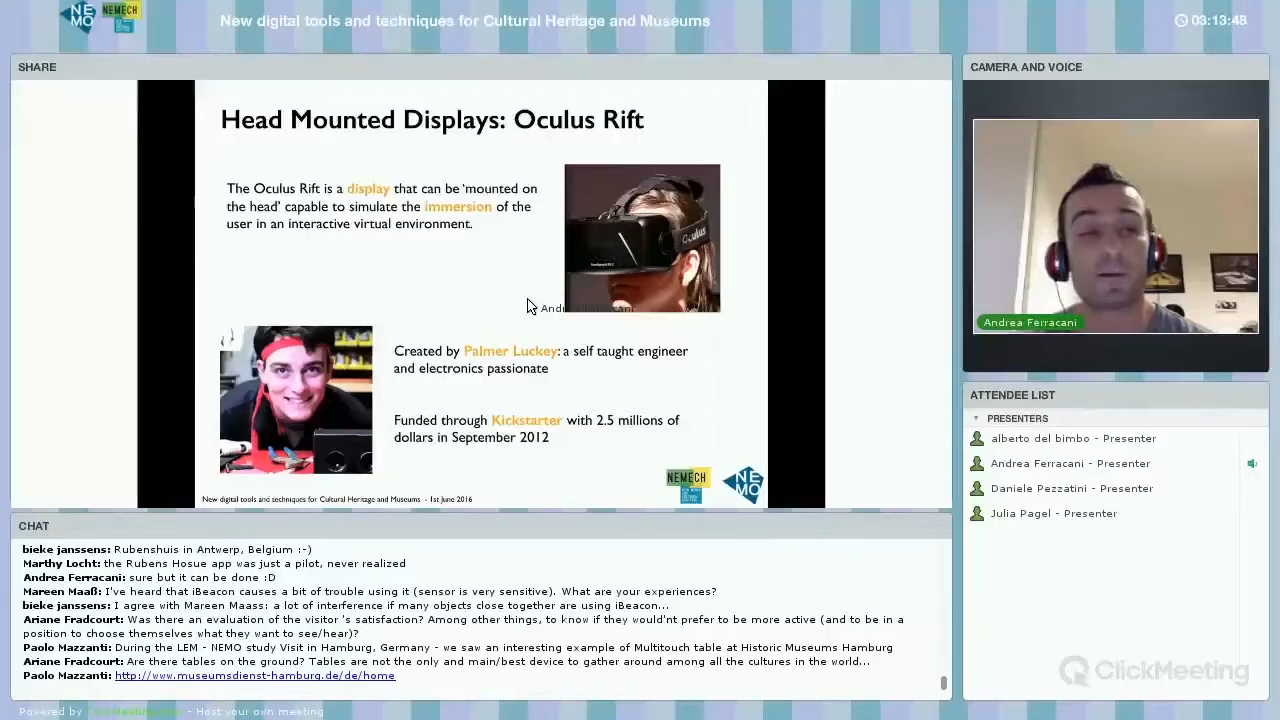 NE
MO
NEMECH
New digital tools and techniques for Cultural Heritage and Museums
03:13:48
SHARE
Head Mounted Displays: Oculus Rift
The Oculus Rift is a display that can be 'mounted on
the head' capable to simulate the immersion of the
user in an interactive virtual environment.
oculus
Created by Palmer Luckey: a self taught engineer
and electronics passionate
Funded through Kickstarter with 2.5 millions of
dollars in September 2012
NEMECH
NE
MO
New digital tools and techniques for Cultural Heritage and Museums - 1st June 2016
CAMERA AND VOICE
Andrea Ferracani
ATTENDEE LIST
PRESENTERS
alberto del bimbo - Presenter
Andrea Ferracani - Presenter
Daniele Pezzatini - Presenter
Julia Pagel - Presenter
CHAT
bieke janssens: Rubenshuis in Antwerp, Belgium :-)
Marthy Locht: the Rubens Hosue app was just a pilot, never realized
Andrea Ferracani: sure but it can be done :D
Mareen Maaß: I've heard that iBeacon causes a bit of trouble using it (sensor is very sensitive). What are your experiences?
bieke janssens: I agree with Mareen Maass: a lot of interference if many objects close together are using iBeacon...
Ariane Fradcourt: Was there an evaluation of the visitor 's satisfaction? Among other things, to know if they would'nt prefer to be more active (and to be in a
position to choose themselves what they want to see/hear)?
Paolo Mazzanti: During the LEM - NEMO study Visit in Hamburg, Germany - we saw an interesting example of Multitouch table at Historic Museums Hamburg
Ariane Fradcourt: Are there tables on the ground? Tables are not the only and main/best device to gather around among all the cultures in the world...
Paolo Mazzanti: http://www.museumsdienst-hamburg.de/de/home
ClickMeeting
Powered by - Host your own meeting